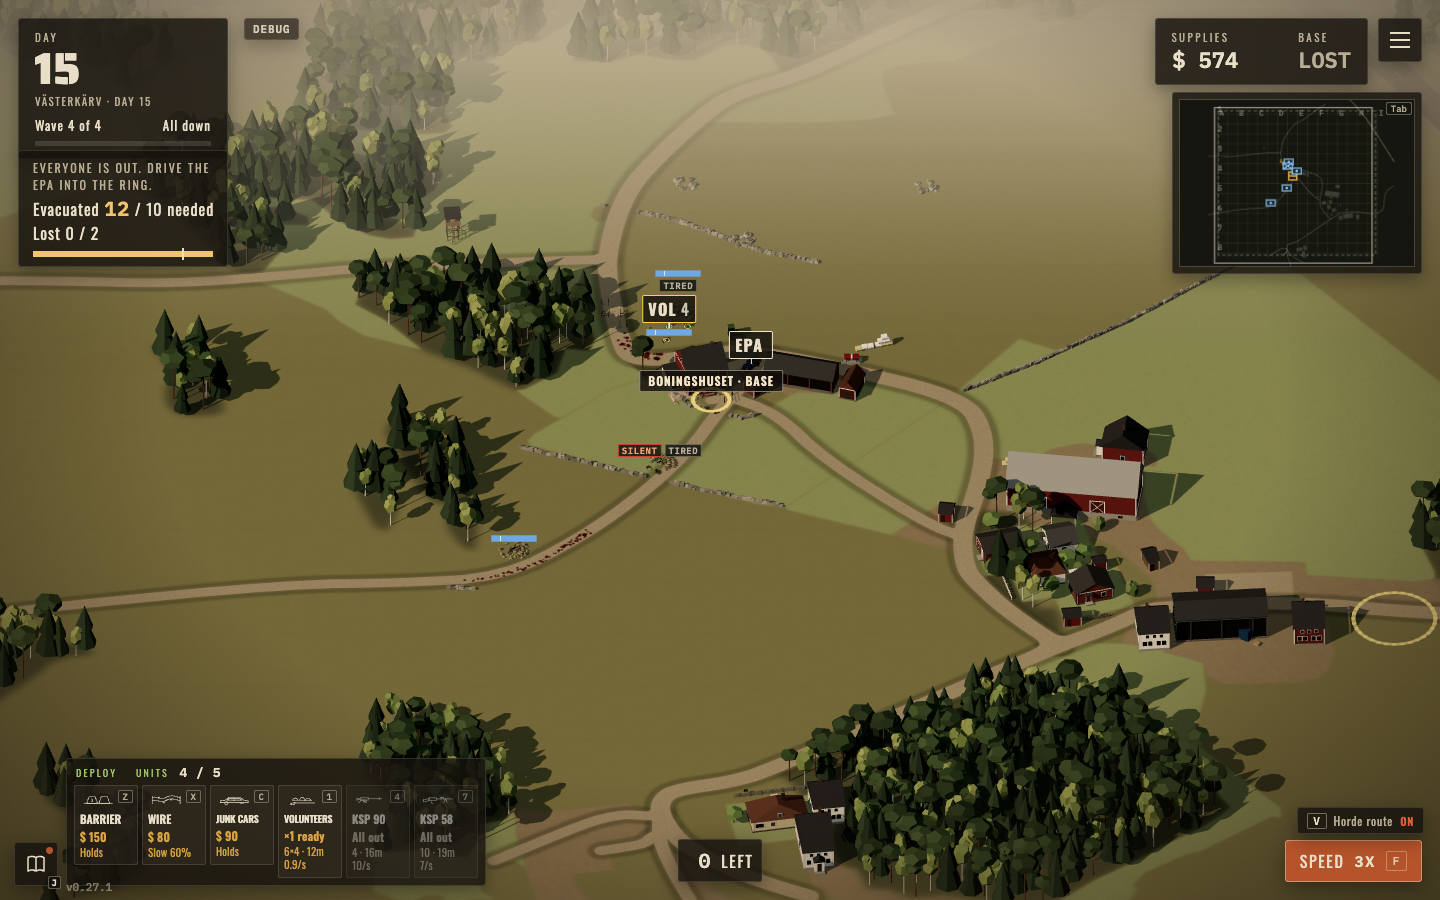 DAY
15
VÄSTERKÄRV · DAY 15
Wave 4 of 4 All down
EVERYONE IS OUT. DRIVE THE
EPA INTO THE RING.
Evacuated 12 / 10 needed
Lost 0 / 2
DEBUG
SUPPLIES BASE
$ 574 LOST
Tab
A B C D E F G H I
TIRED
VOL 4
EPA
BONINGSHUSET · BASE
SILENT TIRED
DEPLOY UNITS 4 / 5
Z X C 1 4 7
BARRIER WIRE JUNK CARS VOLUNTEERS KSP 90 KSP 58
$ 150 $ 80 $ 90 ×1 ready All out All out
Holds Slow 60% Holds 6×4 · 12m 4 · 16m 10 · 19m
0.9/s 10/s 7/s
J
v0.27.1
0 LEFT
V Horde route ON
SPEED 3X F